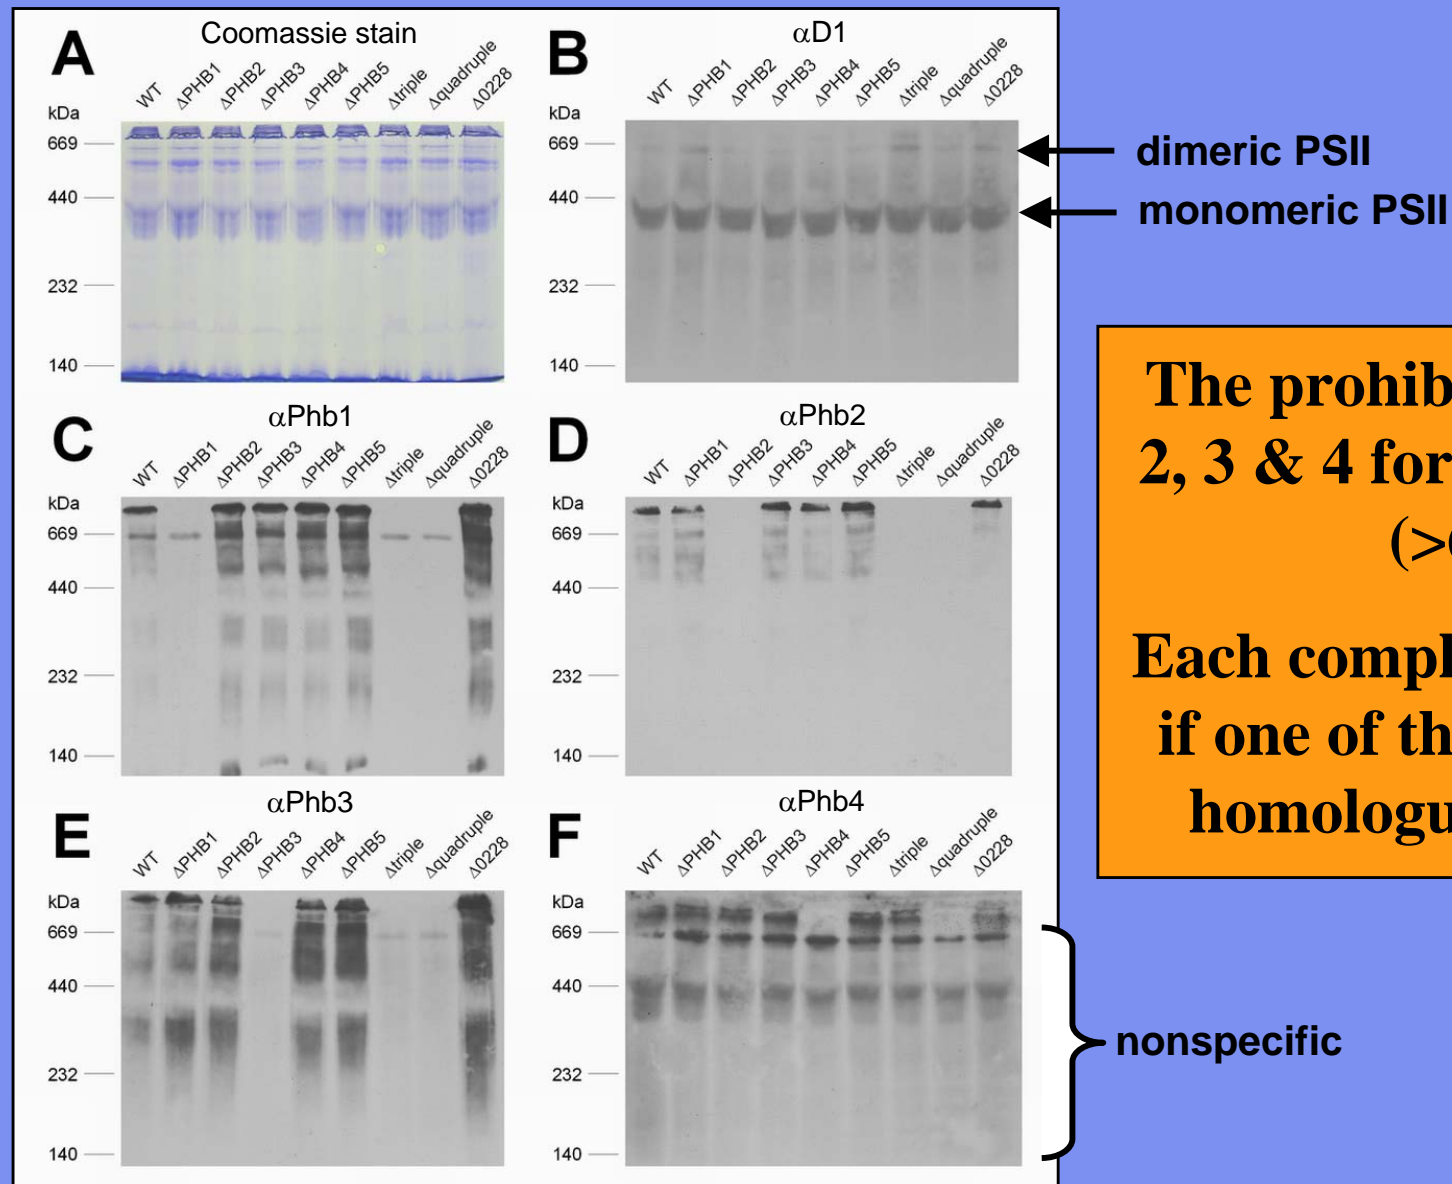 A
Coomassie stain
WT ΔPHB1 ΔPHB2 ΔPHB3 ΔPHB4 ΔPHB5 Δtriple Δquadruple Δ0228
kDa
669
440
232
140
B
αD1
WT ΔPHB1 ΔPHB2 ΔPHB3 ΔPHB4 ΔPHB5 Δtriple Δquadruple Δ0228
kDa
669
440
232
140
dimeric PSII
monomeric PSII
C
αPhb1
WT ΔPHB1 ΔPHB2 ΔPHB3 ΔPHB4 ΔPHB5 Δtriple Δquadruple Δ0228
kDa
669
440
232
140
D
αPhb2
WT ΔPHB1 ΔPHB2 ΔPHB3 ΔPHB4 ΔPHB5 Δtriple Δquadruple Δ0228
kDa
669
440
232
140
The prohib
2, 3 & 4 for
(>
Each compl
if one of th
homologu
E
αPhb3
WT ΔPHB1 ΔPHB2 ΔPHB3 ΔPHB4 ΔPHB5 Δtriple Δquadruple Δ0228
kDa
669
440
232
140
F
αPhb4
WT ΔPHB1 ΔPHB2 ΔPHB3 ΔPHB4 ΔPHB5 Δtriple Δquadruple Δ0228
kDa
669
440
232
140
nonspecific